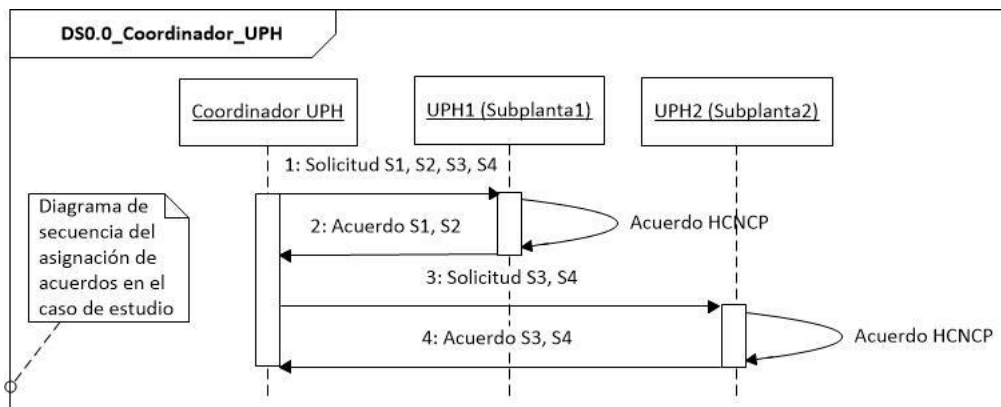 DS0.0_Coordinador_UPH
Coordinador UPH
UPH1 (Subplanta1)
UPH2 (Subplanta2)
1: Solicitud S1, S2, S3, S4
Diagrama de
secuencia del
asignación de
acuerdos en el
caso de estudio
2: Acuerdo S1, S2
Acuerdo HCNCP
3: Solicitud S3, S4
4: Acuerdo S3, S4
Acuerdo HCNCP